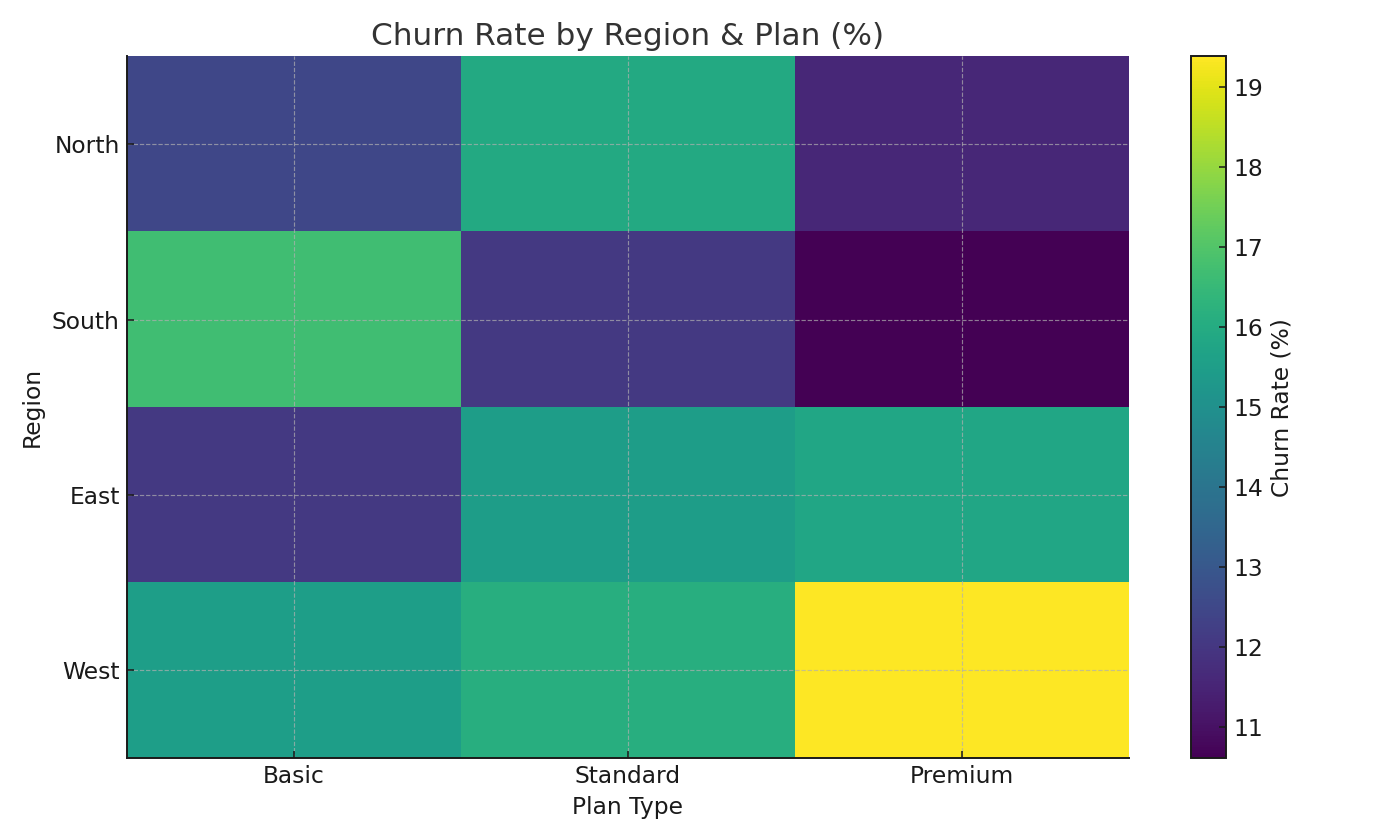 Churn Rate by Region & Plan (%)
North
South
East
West
Region
Basic
Standard
Premium
Plan Type
19
18
17
16
15
14
13
12
11
Churn Rate (%)